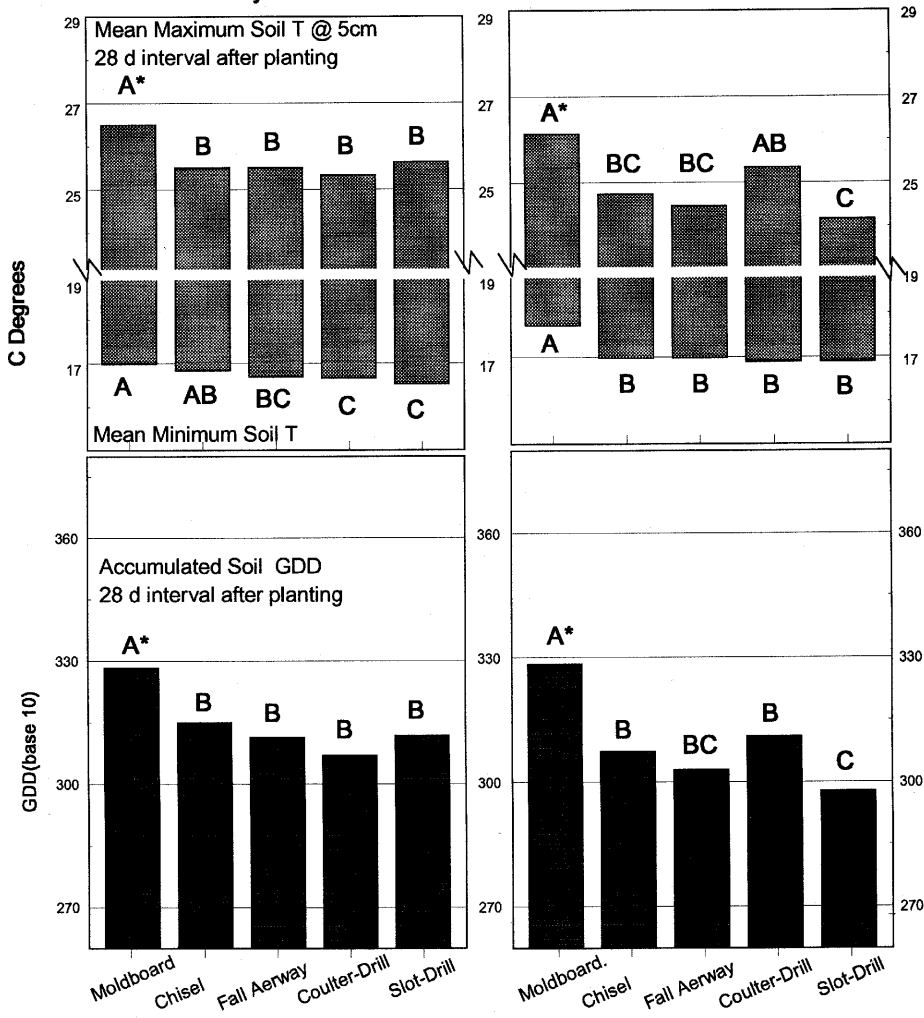 29 29 29
Mean Maximum Soil T @ 5cm
28 d interval after planting
A* B B B B
A* BC BC AB C
27 27 27
25 25 25
19 19 19
17 17 17
C Degrees
A AB BC C C
A B B B B
Mean Minimum Soil T
360 360 360
Accumulated Soil GDD
28 d interval after planting
A* B B B B
A* B BC B C
330 330 330
300 300 300
270 270 270
GDD(base 10)
Moldboard Chisel Fall Aerway Coulter-Drill Slot-Drill
Moldboard. Chisel Fall Aerway Coulter-Drill Slot-Drill